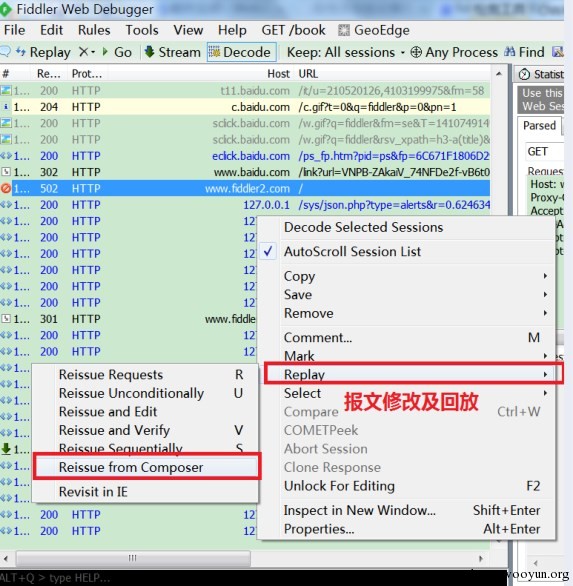 Fiddler Web Debugger
File Edit Rules Tools View Help GET /book GeoEdge
Replay Go Stream Decode Keep: All sessions Any Process Find
# Re... Prot... Host URL Statist
1... 200 HTTP t11.baidu.com /it/u=210520126,4103199975&fm=58
1... 204 HTTP c.baidu.com /c.gif?t=0&q=fiddler&p=0&pn=1
1... 200 HTTP sclick.baidu.com /w.gif?q=fiddler&fm=se&T=141074914
1... 200 HTTP sclick.baidu.com /w.gif?q=fiddler&rsv_xpath=h3-a(title)&
1... 200 HTTP eclick.baidu.com /ps_fp.htm?pid=ps&fp=6C671F1806D2
1... 302 HTTP www.baidu.com /link?url=VNPB-ZAkaiV_74NFDe2f-vB6t0
1... 502 HTTP www.fiddler2.com /
1... 200 HTTP 127.0.0.1 /sys/json.php?type=alerts&r=0.624634
Use this
Web Ses
Parsed
GET
Reques
Host: w
Proxy-C
Accept
Accept
1... 200 HTTP 12
1... 200 HTTP 12
1... 200 HTTP 12
1... 200 HTTP 12
1... 301 HTTP www.fiddle
1... 200 HTTP 12
Decode Selected Sessions
AutoScroll Session List
Copy
Save
Remove
Comment... M
Mark
Replay
Select
报文修改及回放
Compare Ctrl+W
COMETPeek
Abort Session
Clone Response
Unlock For Editing F2
Inspect in New Window... Shift+Enter
Properties... Alt+Enter
Reissue Requests R
Reissue Unconditionally U
Reissue and Edit
Reissue and Verify V
Reissue Sequentially S
Reissue from Composer
Revisit in IE
1... 200 HTTP 12
1... 200 HTTP
ALT+Q > type HELP...
wooyun.org